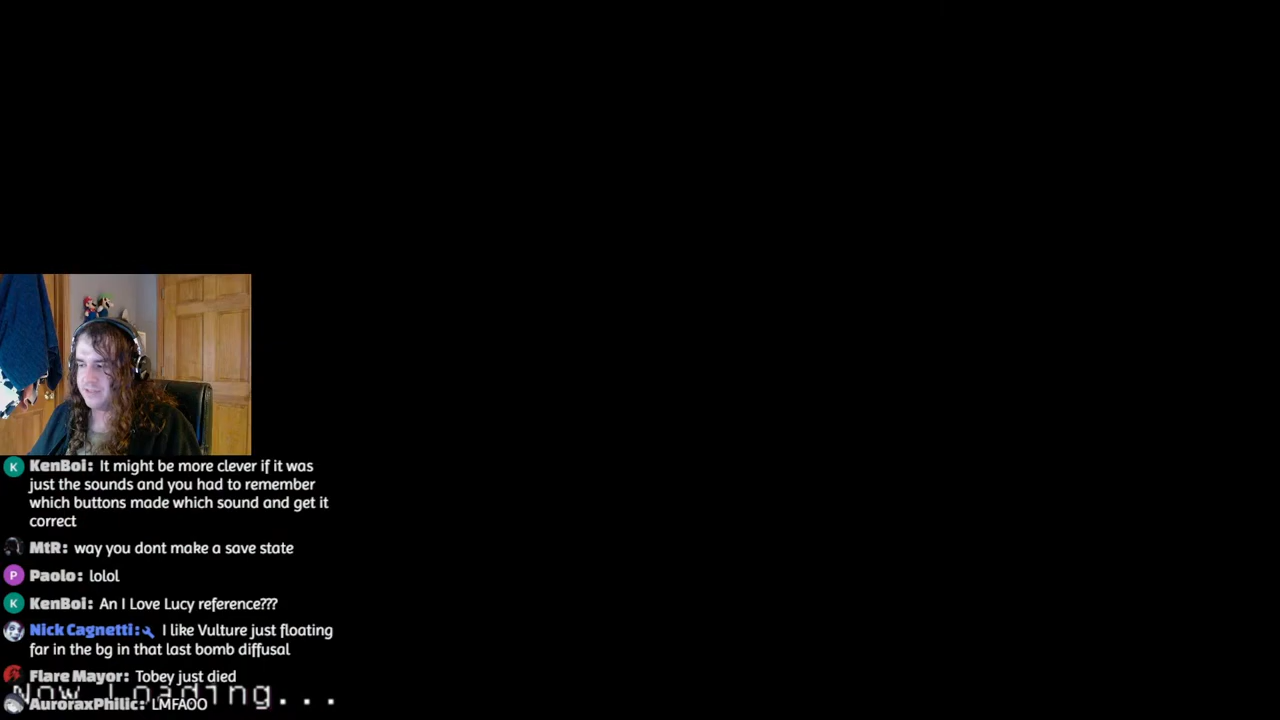 KenBoi: It might be more clever if it was
just the sounds and you had to remember
which buttons made which sound and get it
correct
MtR: way you dont make a save state
Paolo: lolol
KenBoi: An I Love Lucy reference???
Nick Cagnetti: I like Vulture just floating
far in the bg in that last bomb diffusal
Flare Mayor: Tobey just died
Now Loading...
AuroraxPhilic: LMFAOO